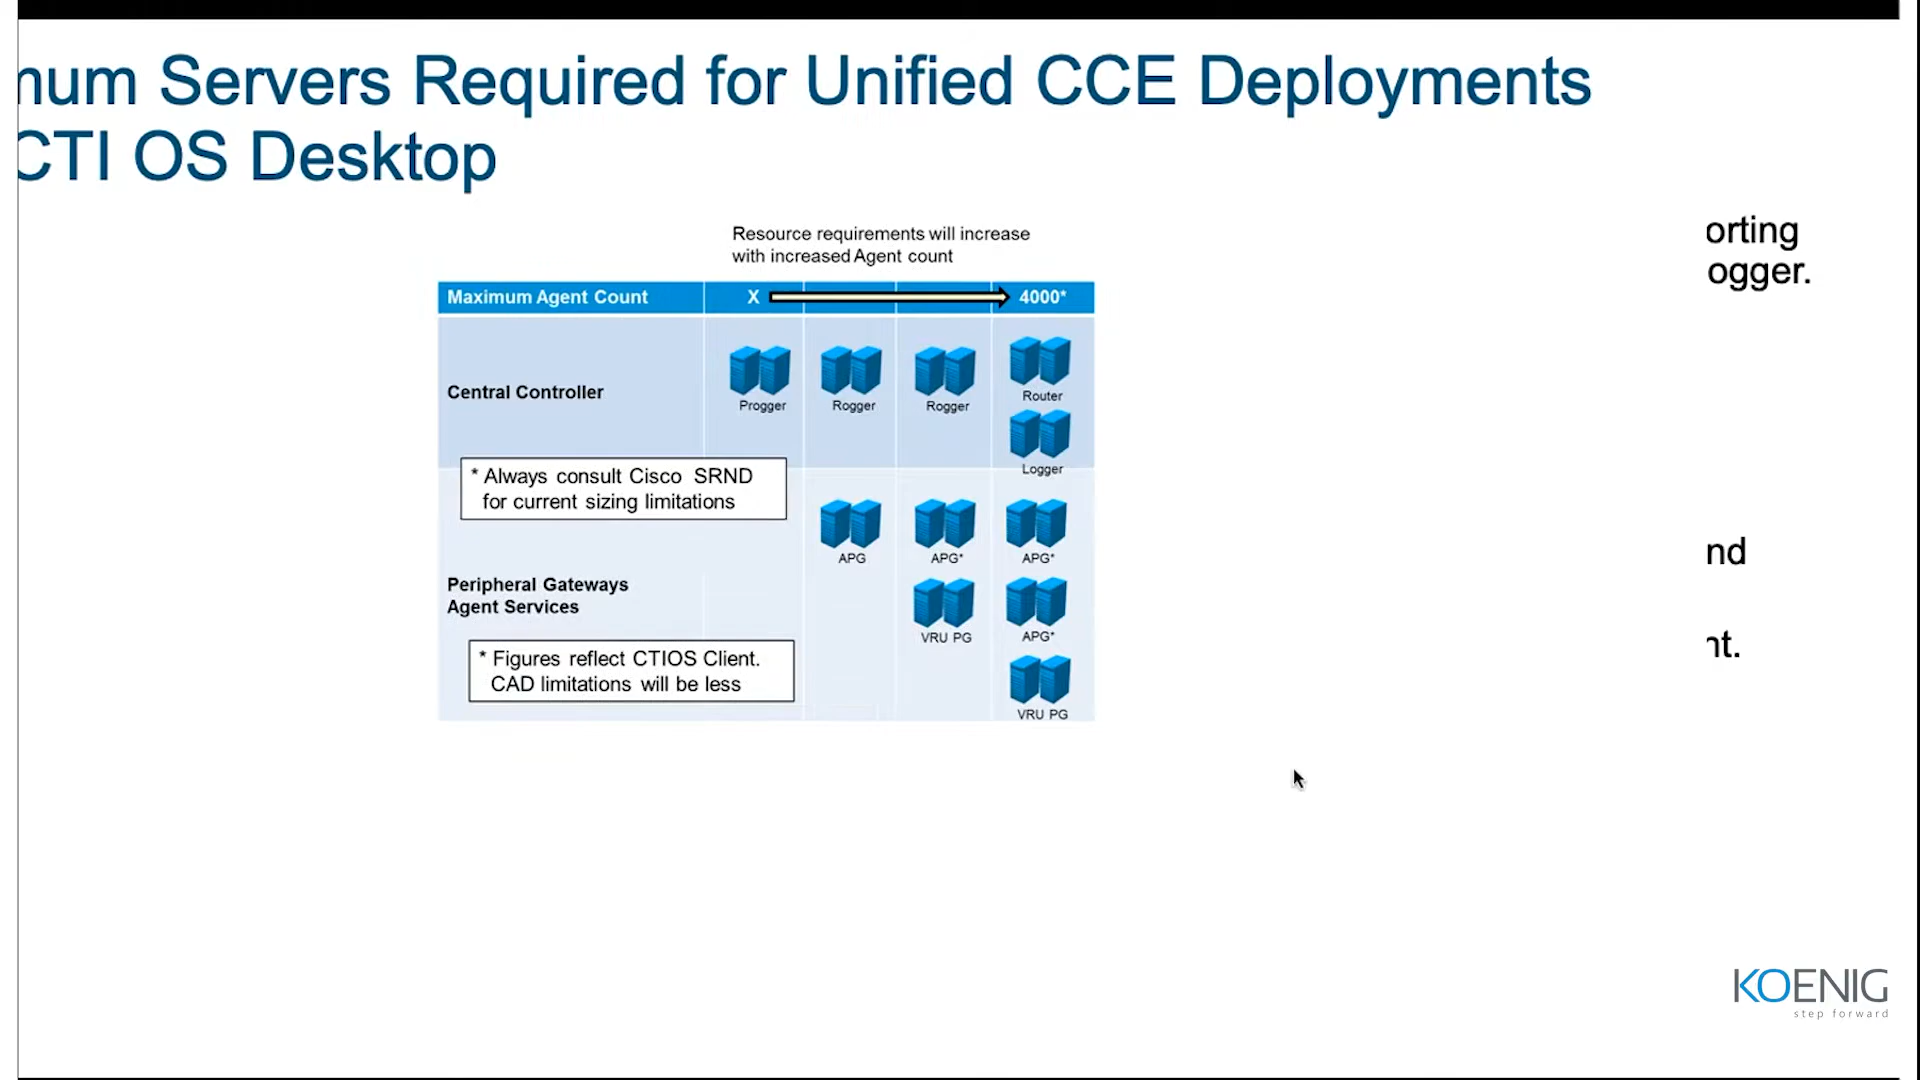 mum Servers Required for Unified CCE Deployments
CTI OS Desktop
orting
ogger.
Resource requirements will increase
with increased Agent count
Maximum Agent Count X 4000*
Central Controller
Progger
Rogger
Rogger
Router
Logger
* Always consult Cisco SRND
for current sizing limitations
APG
APG*
APG*
Peripheral Gateways
Agent Services
VRU PG
APG*
* Figures reflect CTIOS Client.
CAD limitations will be less
VRU PG
nd
nt.
KOENIG
step forward